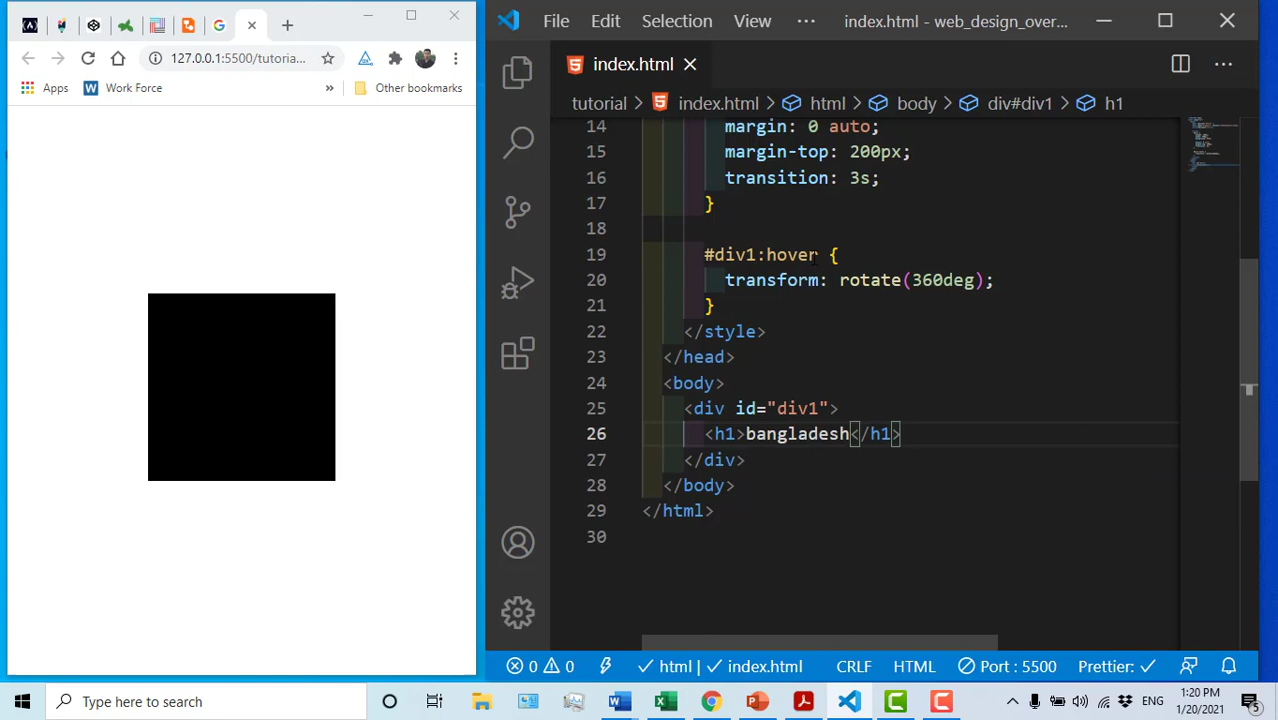 127.0.0.1:5500/tutoria...
Apps
Work Force
»
Other bookmarks
File
Edit
Selection
View
···
index.html - web_design_over...
index.html
tutorial > index.html > html > body > div#div1 > h1
14 margin: 0 auto;
15 margin-top: 200px;
16 transition: 3s;
17 }
18
19 #div1:hover {
20 transform: rotate(360deg);
21 }
22 </style>
23 </head>
24 <body>
25 <div id="div1">
26 <h1>bangladesh</h1>
27 </div>
28 </body>
29 </html>
30
0 0 html | index.html CRLF HTML Port : 5500 Prettier:
Type here to search
ENG
1:20 PM
1/20/2021
5